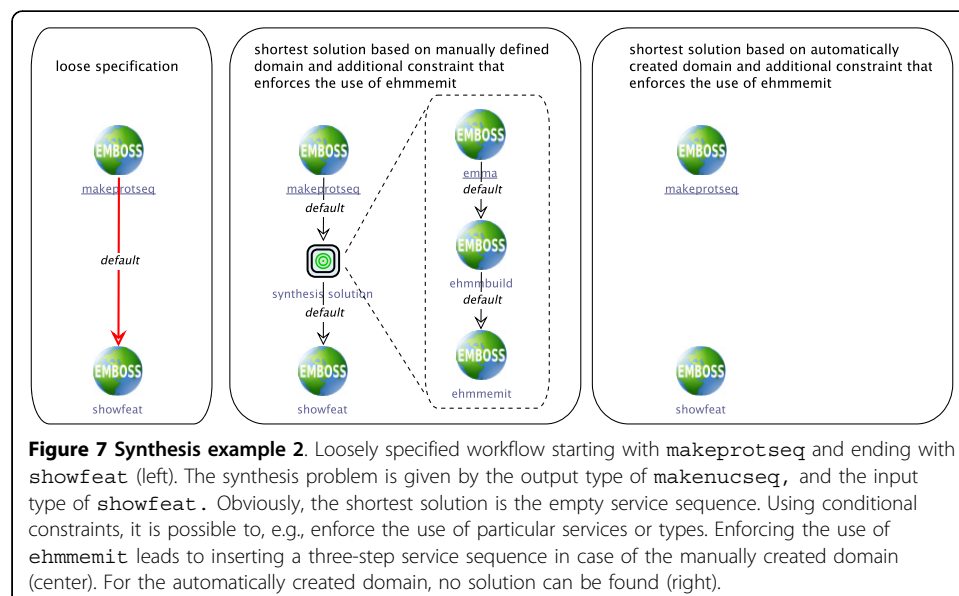 loose specification
EMBOSS
makeprotseq
default
EMBOSS
showfeat
shortest solution based on manually defined
domain and additional constraint that
enforces the use of ehmmemit
EMBOSS
makeprotseq
default
synthesis solution
default
EMBOSS
showfeat
EMBOSS
emma
default
EMBOSS
ehmmbuild
default
EMBOSS
ehmmemit
shortest solution based on automatically
created domain and additional constraint that
enforces the use of ehmmemit
EMBOSS
makeprotseq
EMBOSS
showfeat
Figure 7 Synthesis example 2. Loosely specified workflow starting with makeprotseq and ending with
showfeat (left). The synthesis problem is given by the output type of makenucseq, and the input
type of showfeat. Obviously, the shortest solution is the empty service sequence. Using conditional
constraints, it is possible to, e.g., enforce the use of particular services or types. Enforcing the use of
ehmmemit leads to inserting a three-step service sequence in case of the manually created domain
(center). For the automatically created domain, no solution can be found (right).